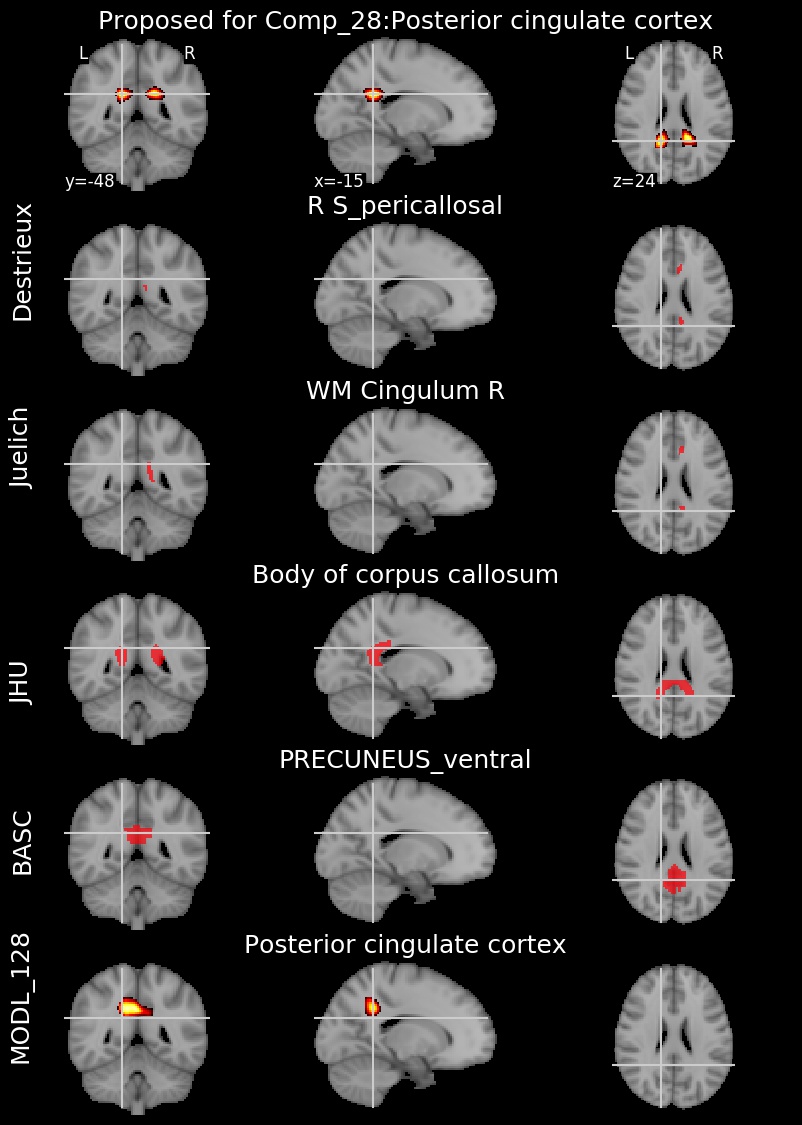 Proposed for Comp_28:Posterior cingulate cortex
L R L R
y=-48 x=-15 z=24
R S_pericallosal
Destrieux
WM Cingulum R
Juelich
Body of corpus callosum
JHU
PRECUNEUS_ventral
BASC
Posterior cingulate cortex
MODL_128